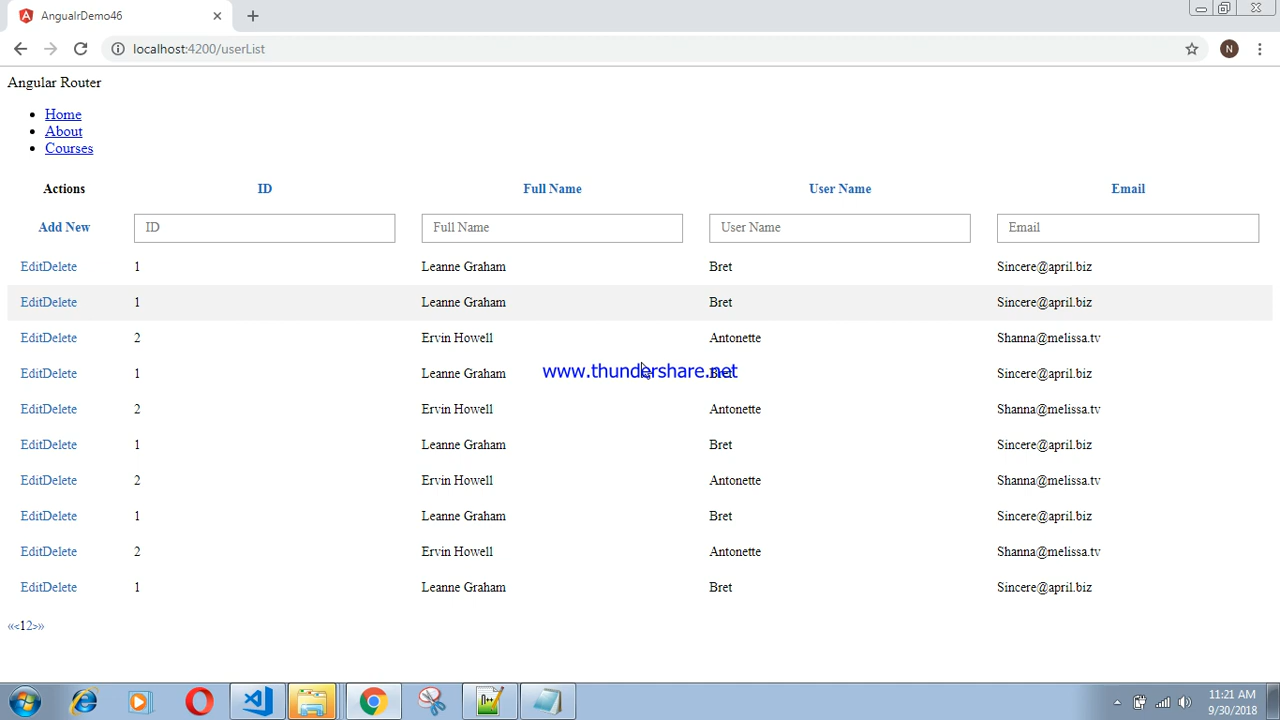 AngualrDemo46
localhost:4200/userList
N
Angular Router
Home
About
Courses
Actions ID Full Name User Name Email
Add New ID Full Name User Name Email
EditDelete 1 Leanne Graham Bret Sincere@april.biz
EditDelete 1 Leanne Graham Bret Sincere@april.biz
EditDelete 2 Ervin Howell Antonette Shanna@melissa.tv
www.thundershare.net
EditDelete 1 Leanne Graham Bret Sincere@april.biz
EditDelete 2 Ervin Howell Antonette Shanna@melissa.tv
EditDelete 1 Leanne Graham Bret Sincere@april.biz
EditDelete 2 Ervin Howell Antonette Shanna@melissa.tv
EditDelete 1 Leanne Graham Bret Sincere@april.biz
EditDelete 2 Ervin Howell Antonette Shanna@melissa.tv
EditDelete 1 Leanne Graham Bret Sincere@april.biz
«<12>»
11:21 AM
9/30/2018